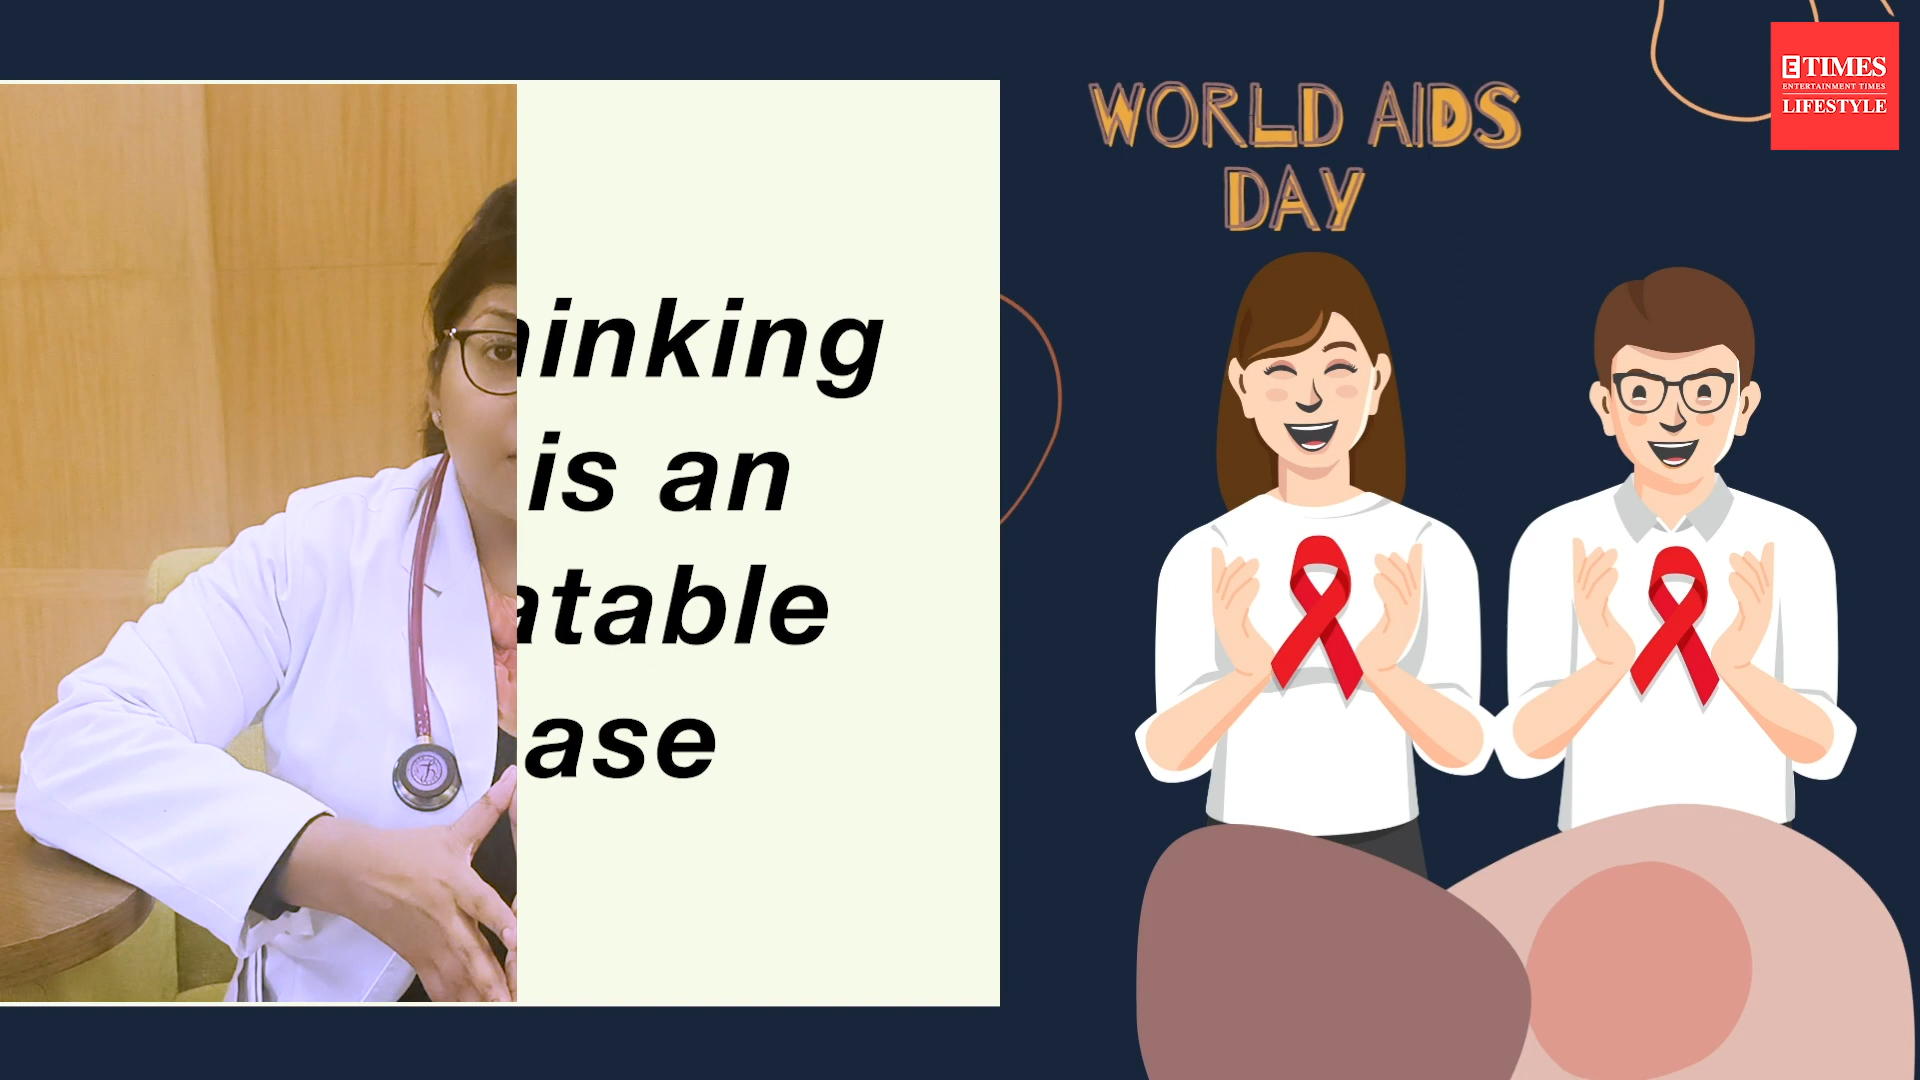 inking
is an
atable
ase
WORLD AIDS
DAY
ETIMES
ENTERTAINMENT TIMES
LIFESTYLE